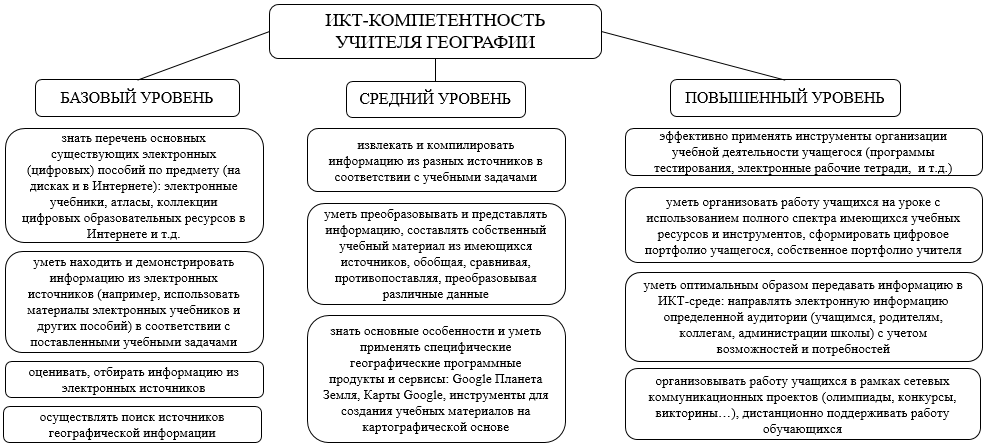 ИКТ-КОМПЕТЕНТНОСТЬ
УЧИТЕЛЯ ГЕОГРАФИИ
БАЗОВЫЙ УРОВЕНЬ
знать перечень основных
существующих электронных
(цифровых) пособий по предмету (на
дисках и в Интернете): электронные
учебники, атласы, коллекции
цифровых образовательных ресурсов в
Интернете и т.д.
уметь находить и демонстрировать
информацию из электронных
источников (например, использовать
материалы электронных учебников и
других пособий) в соответствии с
поставленными учебными задачами
оценивать, отбирать информацию из
электронных источников
осуществлять поиск источников
географической информации
СРЕДНИЙ УРОВЕНЬ
извлекать и компилировать
информацию из разных источников в
соответствии с учебными задачами
уметь преобразовывать и представлять
информацию, составлять собственный
учебный материал из имеющихся
источников, обобщая, сравнивая,
противопоставляя, преобразовывая
различные данные
знать основные особенности и уметь
применять специфические
географические программные
продукты и сервисы: Google Планета
Земля, Карты Google, инструменты для
создания учебных материалов на
картографической основе
ПОВЫШЕННЫЙ УРОВЕНЬ
эффективно применять инструменты организации
учебной деятельности учащегося (программы
тестирования, электронные рабочие тетради, и т.д.)
уметь организовать работу учащихся на уроке с
использованием полного спектра имеющихся учебных
ресурсов и инструментов, сформировать цифровое
портфолио учащегося, собственное портфолио учителя
уметь оптимальным образом передавать информацию в
ИКТ-среде: направлять электронную информацию
определенной аудитории (учащимся, родителям,
коллегам, администрации школы) с учетом
возможностей и потребностей
организовывать работу учащихся в рамках сетевых
коммуникационных проектов (олимпиады, конкурсы,
викторины…), дистанционно поддерживать работу
обучающихся